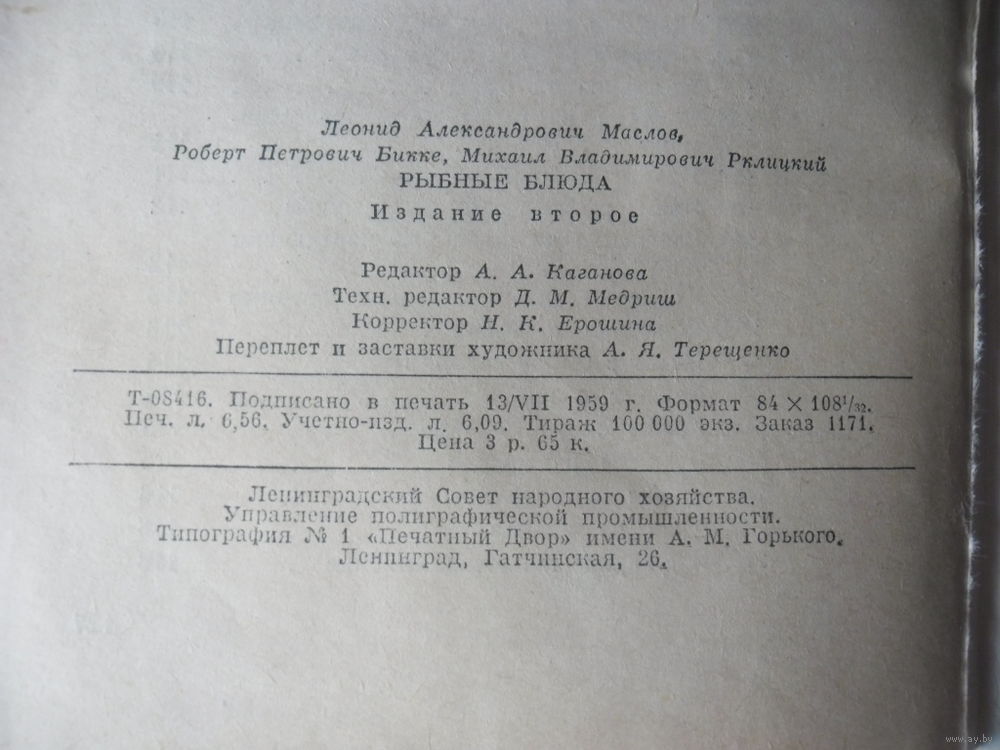 Леонид Александрович Маслов,
Роберт Петрович Бикке, Михаил Владимирович Рклицкий
РЫБНЫЕ БЛЮДА
Издание второе
Редактор А. А. Каганова
Техн. редактор Д. М. Медриш
Корректор Н. К. Ерошина
Переплет и заставки художника А. Я. Терещенко
Т-08416. Подписано в печать 13/VII 1959 г. Формат 84 × 108¹/₃₂.
Печ. л. 6,56. Учетно-изд. л. 6,09. Тираж 100 000 экз. Заказ 1171.
Цена 3 р. 65 к.
Ленинградский Совет народного хозяйства.
Управление полиграфической промышленности.
Типография № 1 «Печатный Двор» имени А. М. Горького.
Ленинград, Гатчинская, 26.
www.ay.by